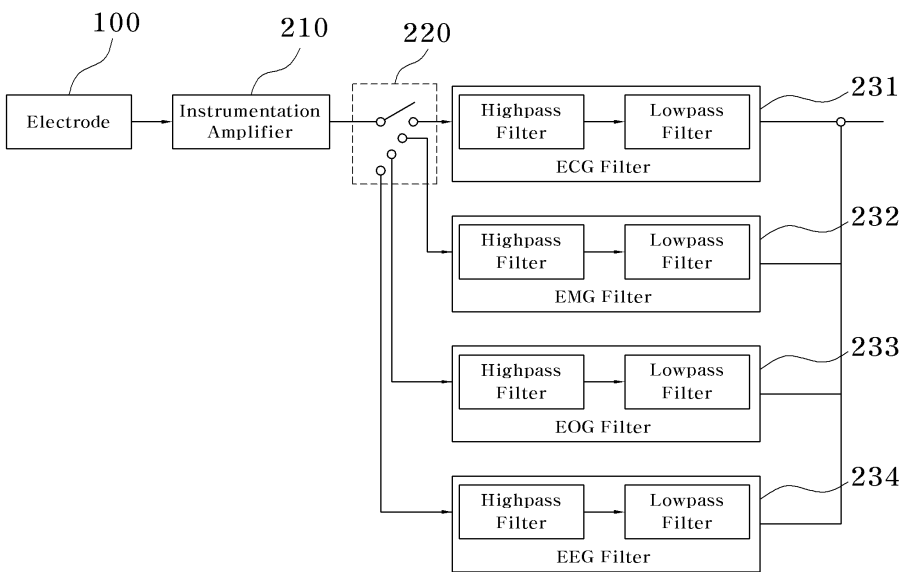 100
210
220
231
Electrode
Instrumentation
Amplifier
Highpass
Filter
Lowpass
Filter
ECG Filter
232
Highpass
Filter
Lowpass
Filter
EMG Filter
233
Highpass
Filter
Lowpass
Filter
EOG Filter
234
Highpass
Filter
Lowpass
Filter
EEG Filter